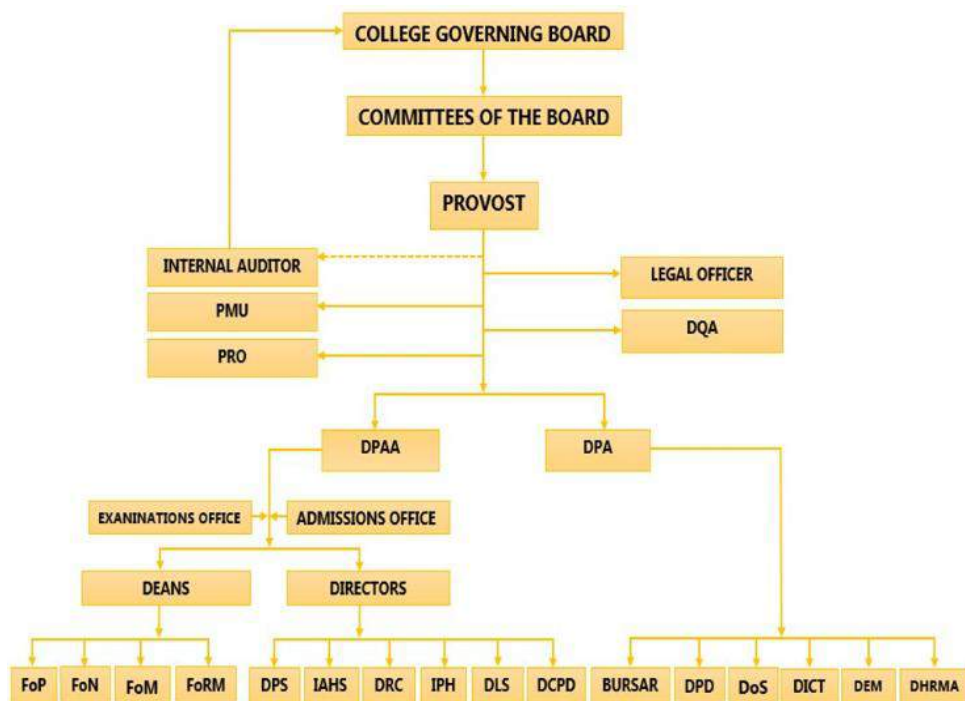 COLLEGE GOVERNING BOARD
COMMITTEES OF THE BOARD
PROVOST
INTERNAL AUDITOR
LEGAL OFFICER
PMU
DQA
PRO
DPAA
DPA
EXANINATIONS OFFICE
ADMISSIONS OFFICE
DEANS
DIRECTORS
FoP
FoN
FoM
FoRM
DPS
IAHS
DRC
IPH
DLS
DCPD
BURSAR
DPD
DoS
DICT
DEM
DHRMA